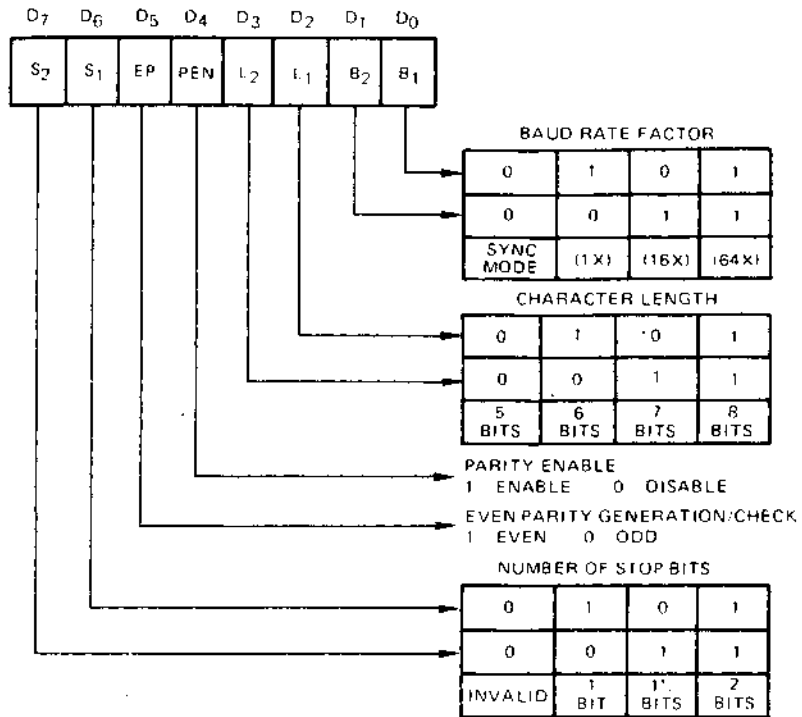 D7 D6 D5 D4 D3 D2 D1 D0
S2 S1 EP PEN L2 L1 B2 B1
BAUD RATE FACTOR
0 1 0 1
0 0 1 1
SYNC MODE (1X) (16X) (64X)
CHARACTER LENGTH
0 1 0 1
0 0 1 1
5 6 7 8
BITS BITS BITS BITS
PARITY ENABLE
1 ENABLE 0 DISABLE
EVEN PARITY GENERATION/CHECK
1 EVEN 0 ODD
NUMBER OF STOP BITS
0 1 0 1
0 0 1 1
INVALID 1 BIT BITS 2 BITS